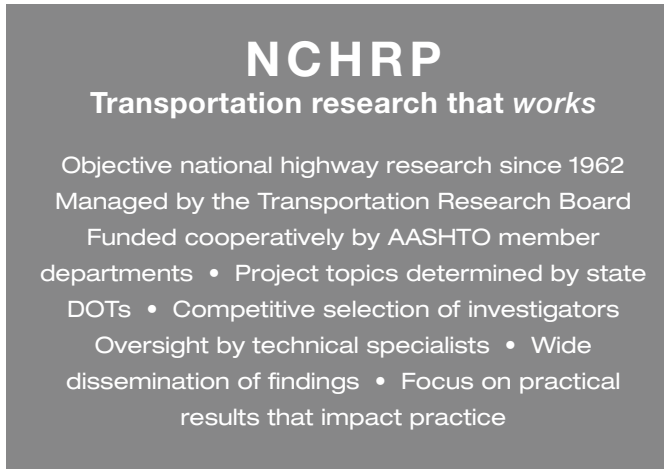 NCHRP
Transportation research that works
Objective national highway research since 1962
Managed by the Transportation Research Board
Funded cooperatively by AASHTO member
departments • Project topics determined by state
DOTs • Competitive selection of investigators
Oversight by technical specialists • Wide
dissemination of findings • Focus on practical
results that impact practice